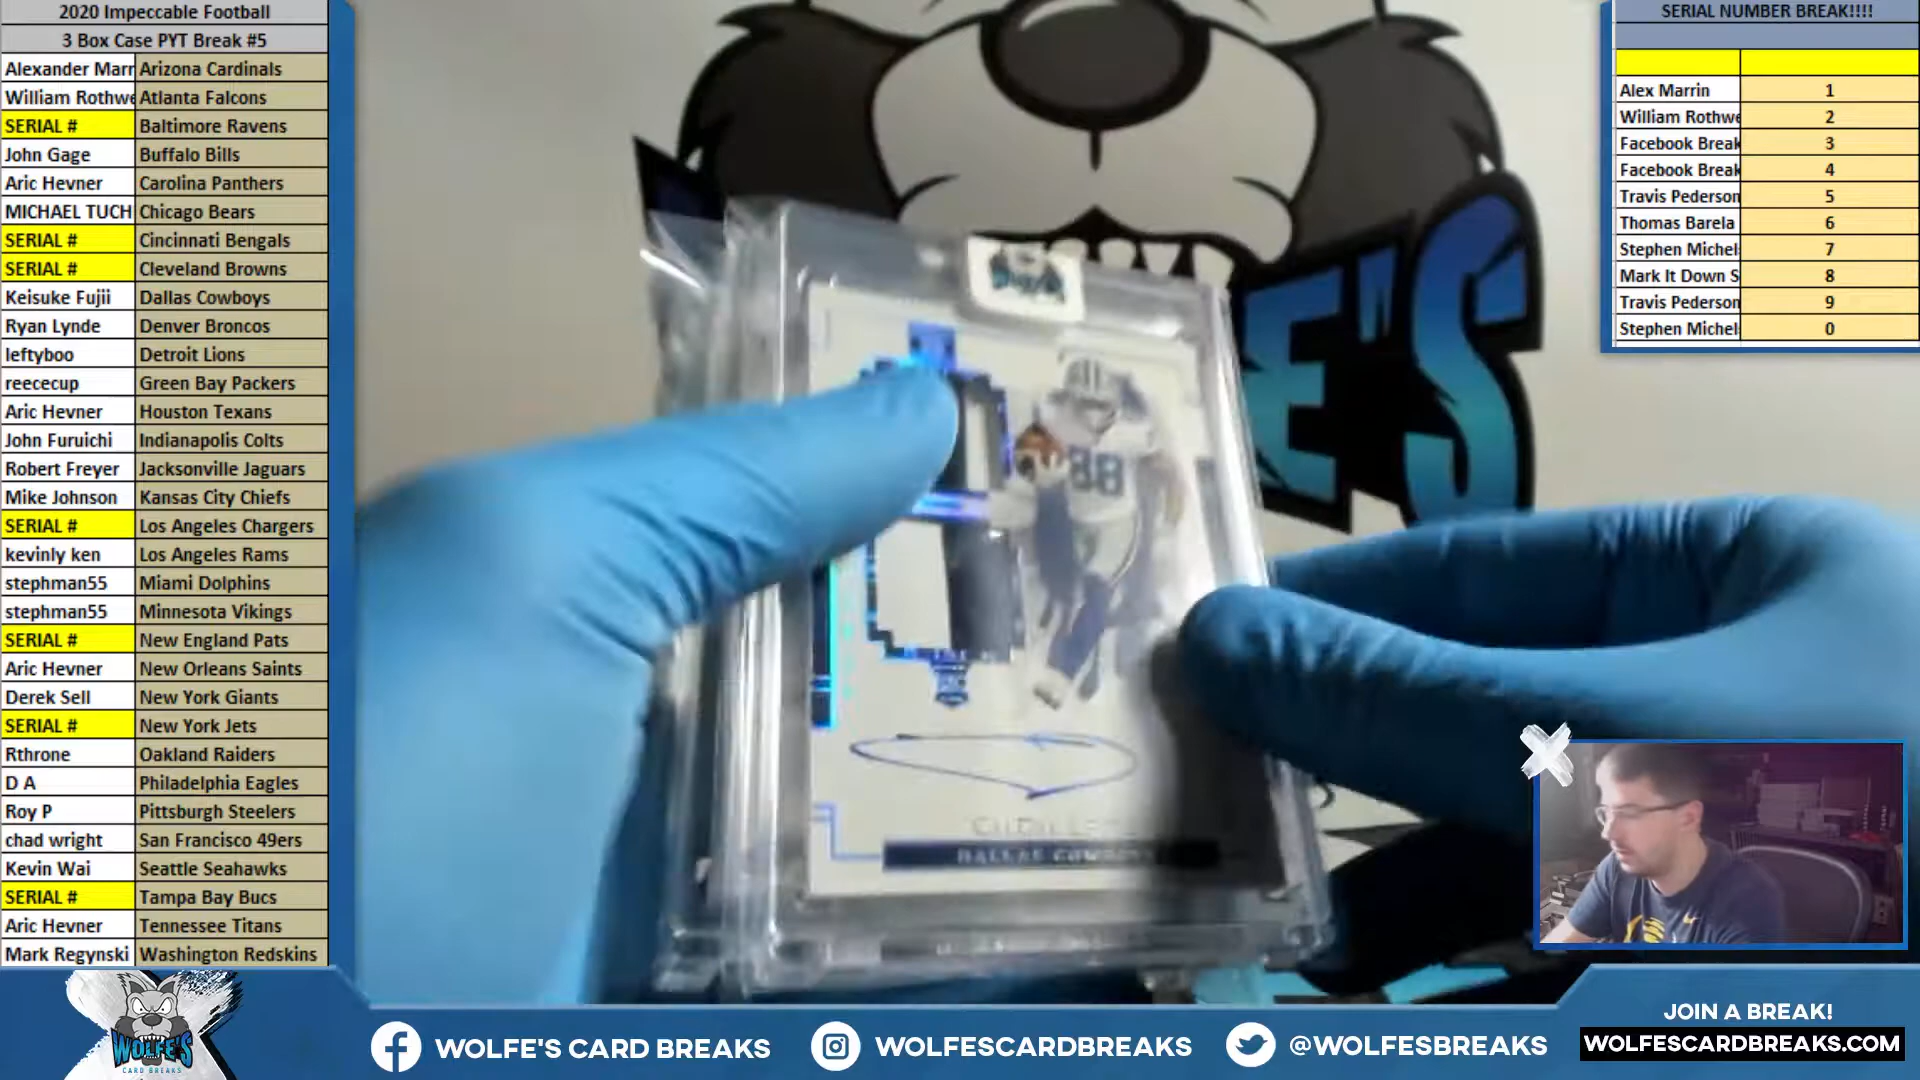 2020 Impeccable Football
3 Box Case PYT Break #5
Alexander Marr Arizona Cardinals
William Rothwe Atlanta Falcons
SERIAL # Baltimore Ravens
John Gage Buffalo Bills
Aric Hevner Carolina Panthers
MICHAEL TUCH Chicago Bears
SERIAL # Cincinnati Bengals
SERIAL # Cleveland Browns
Keisuke Fujii Dallas Cowboys
Ryan Lynde Denver Broncos
leftyboo Detroit Lions
reececup Green Bay Packers
Aric Hevner Houston Texans
John Furuichi Indianapolis Colts
Robert Freyer Jacksonville Jaguars
Mike Johnson Kansas City Chiefs
SERIAL # Los Angeles Chargers
kevinly ken Los Angeles Rams
stephman55 Miami Dolphins
stephman55 Minnesota Vikings
SERIAL # New England Pats
Aric Hevner New Orleans Saints
Derek Sell New York Giants
SERIAL # New York Jets
Rthrone Oakland Raiders
D A Philadelphia Eagles
Roy P Pittsburgh Steelers
chad wright San Francisco 49ers
Kevin Wai Seattle Seahawks
SERIAL # Tampa Bay Bucs
Aric Hevner Tennessee Titans
Mark Regynski Washington Redskins
SERIAL NUMBER BREAK!!!!
Alex Marrin 1
William Rothwe 2
Facebook Break 3
Facebook Break 4
Travis Pederson 5
Thomas Barela 6
Stephen Michel 7
Mark It Down S 8
Travis Pederson 9
Stephen Michel 0
E'S
88
DALLAS COWBOYS
WOLFE'S
CARD BREAKS
WOLFE'S CARD BREAKS
WOLFESCARDBREAKS
@WOLFESBREAKS
JOIN A BREAK!
WOLFESCARDBREAKS.COM